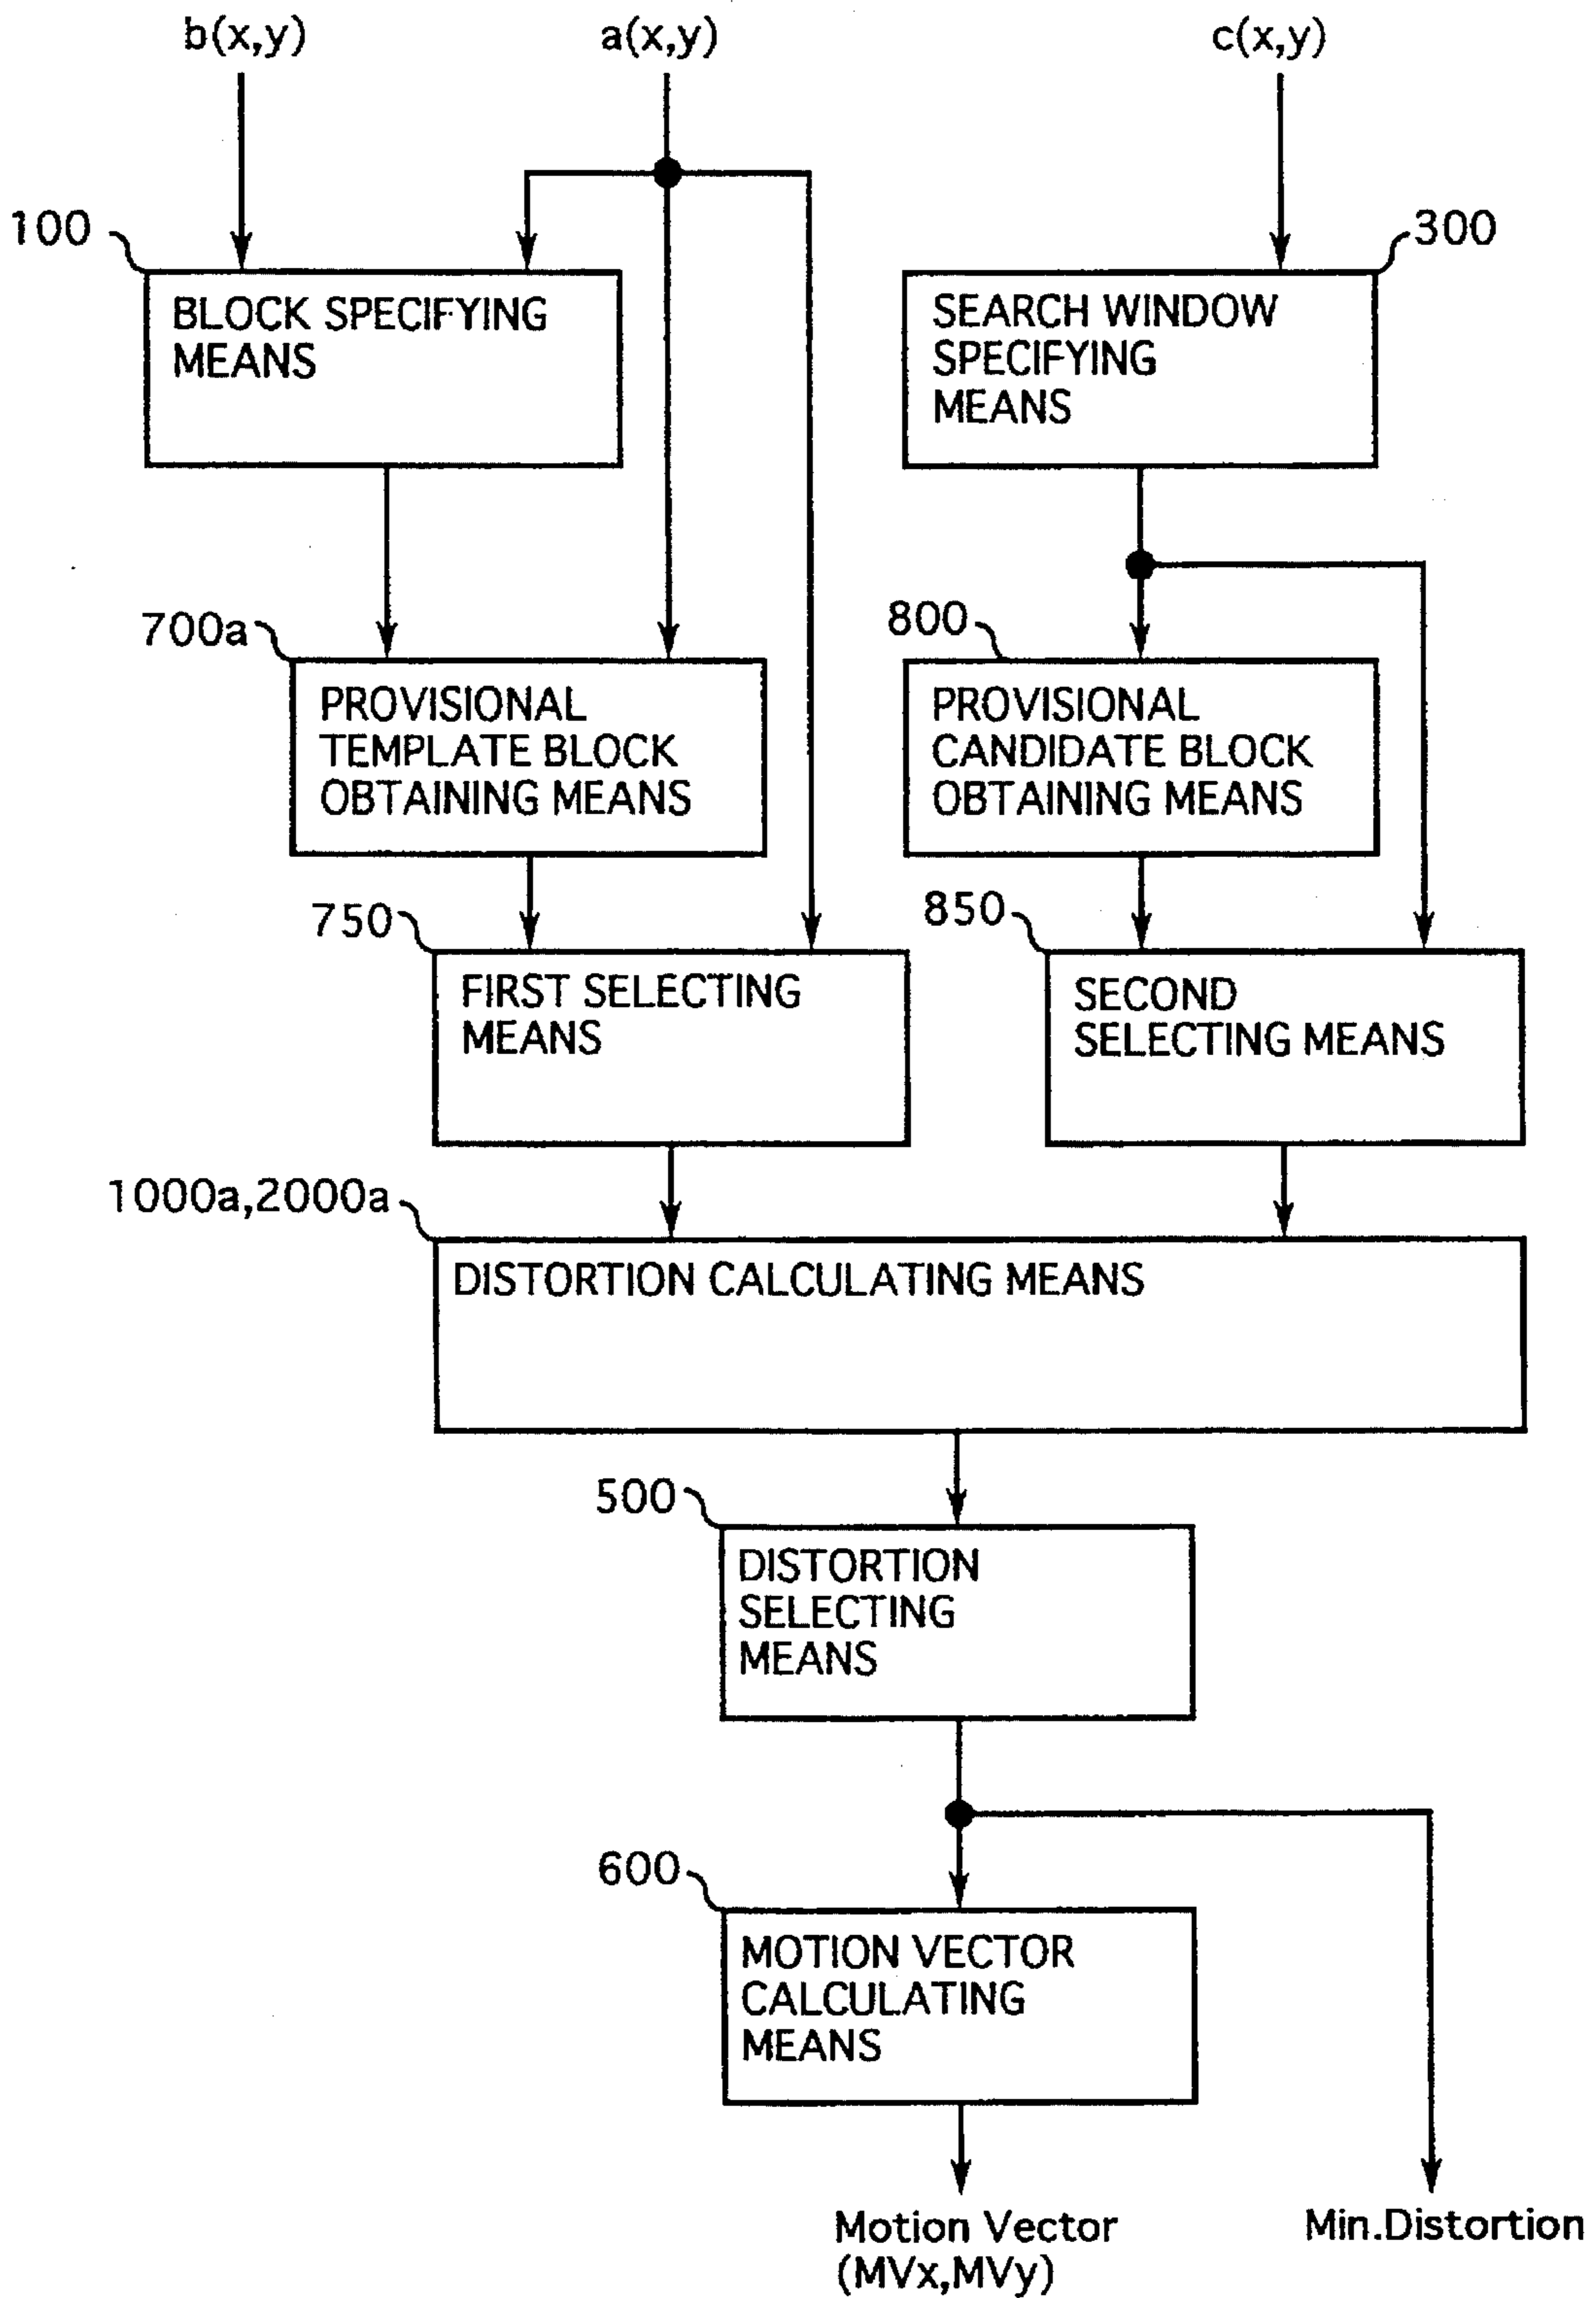 b(x,y)
a(x,y)
c(x,y)
100
300
BLOCK SPECIFYING
MEANS
SEARCH WINDOW
SPECIFYING
MEANS
700a
800
PROVISIONAL
TEMPLATE BLOCK
OBTAINING MEANS
PROVISIONAL
CANDIDATE BLOCK
OBTAINING MEANS
750
850
FIRST SELECTING
MEANS
SECOND
SELECTING MEANS
1000a,2000a
DISTORTION CALCULATING MEANS
500
DISTORTION
SELECTING
MEANS
600
MOTION VECTOR
CALCULATING
MEANS
Motion Vector
(MVx,MVy)
Min.Distortion